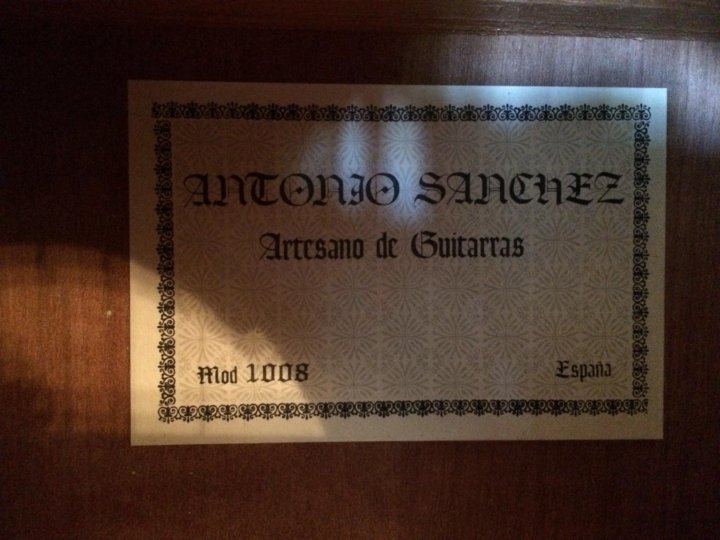 ANTONIO SANCHEZ
Artesano de Guitarras
Mod 1008 España